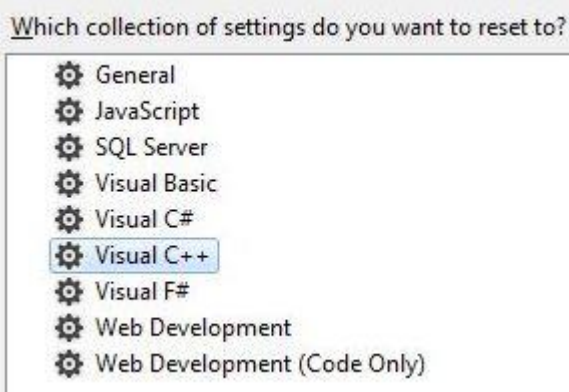 Which collection of settings do you want to reset to?
General
JavaScript
SQL Server
Visual Basic
Visual C#
Visual C++
Visual F#
Web Development
Web Development (Code Only)